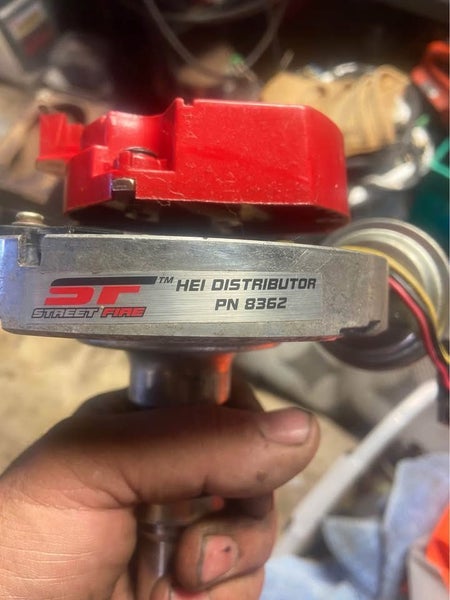 SF™
STREET FIRE
HEI DISTRIBUTOR
PN 8362